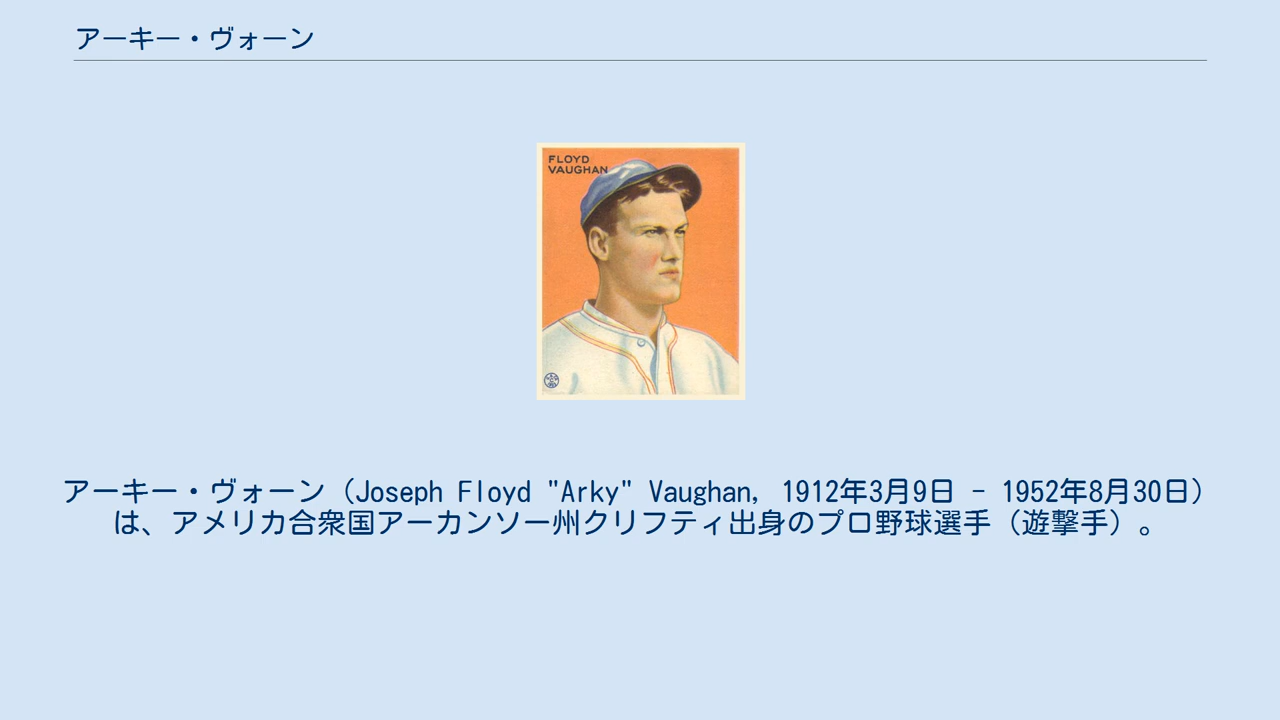 アーキー・ヴォーン
FLOYD
VAUGHAN
アーキー・ヴォーン（Joseph Floyd "Arky" Vaughan, 1912年3月9日 - 1952年8月30日）
は、アメリカ合衆国アーカンソー州クリフティ出身のプロ野球選手（遊撃手）。